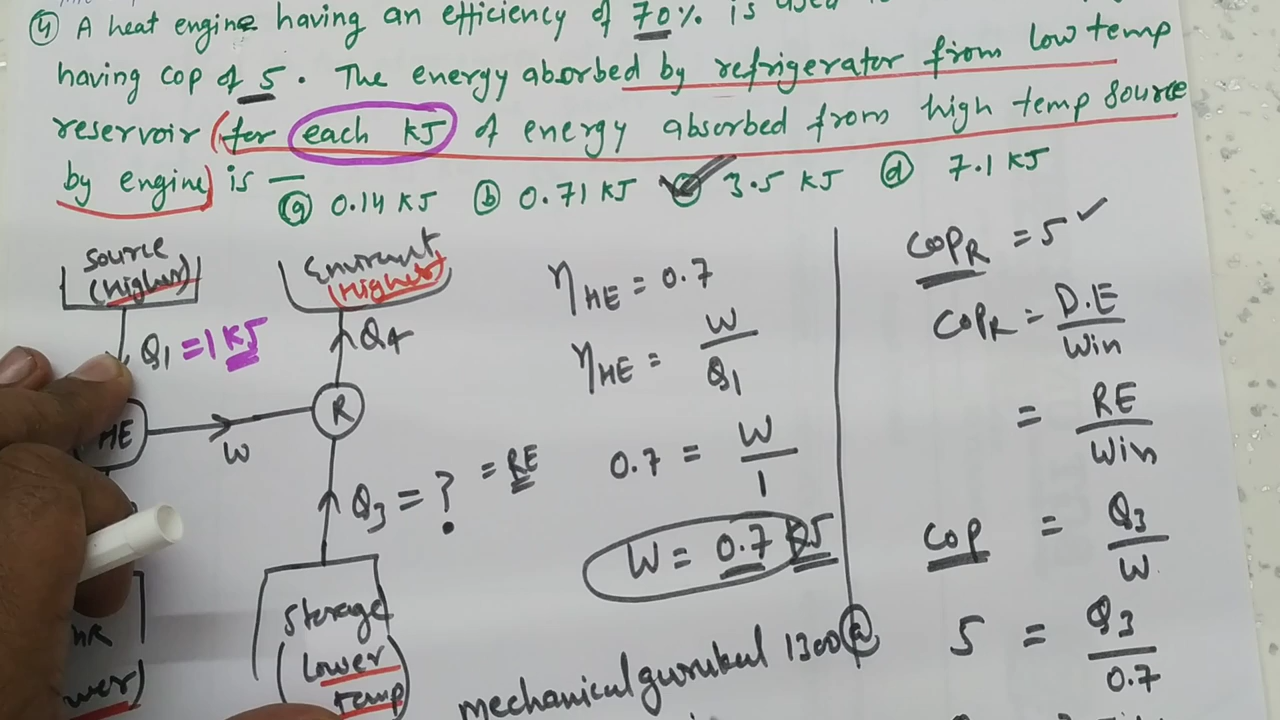 ④ A heat engine having an efficiency of 70% is used
having COP of 5. The energy aborbed by refrigerator from low temp
reservoir (for each KJ of energy absorbed from high temp source
by engine) is — ⓐ 0.14 KJ ⓑ 0.71 KJ 3.5 KJ ⓓ 7.1 KJ
Source
(Higher)
(Higher)
Q1 = 1 KJ
Q4
HE
W
R
Q3 = ? = RE
Storage
(Lower
Temp)
ηHE = 0.7
ηHE = W / Q1
0.7 = W / 1
W = 0.7 KJ
mechanicalgurukul 1300@
COPR = 5 ✓
COPR = D.E / Win
= RE / Win
COP = Q3 / W
5 = Q3 / 0.7